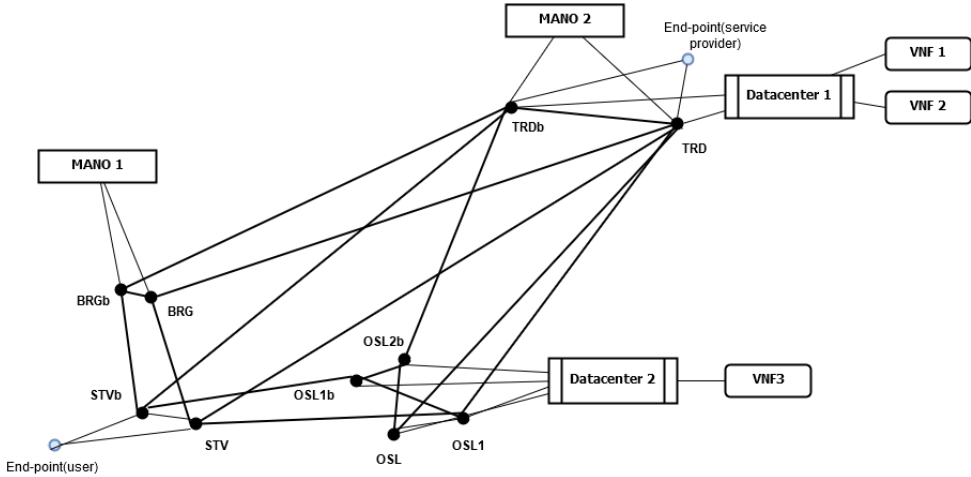 MANO 2
End-point(service
provider)
VNF 1
Datacenter 1
VNF 2
TRDb
TRD
MANO 1
BRGb
BRG
OSL2b
Datacenter 2
VNF3
OSL1b
STVb
STV
OSL1
OSL
End-point(user)